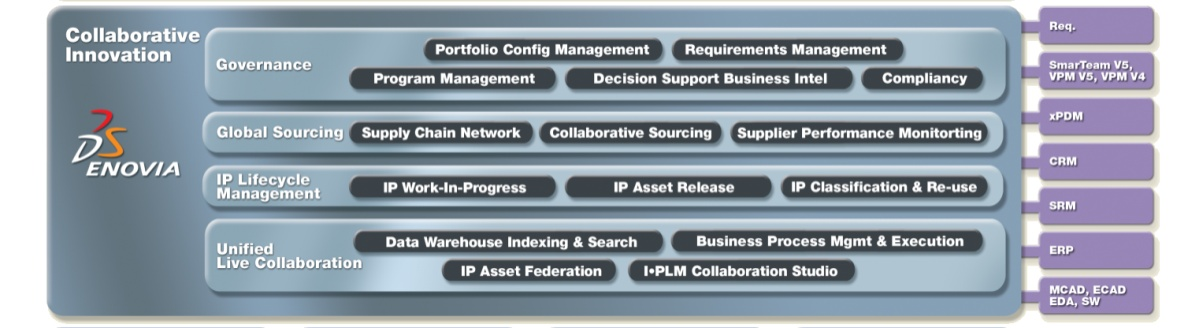 Collaborative
Innovation
ENOVIA
Governance
Portfolio Config Management
Requirements Management
Program Management
Decision Support Business Intel
Compliancy
Global Sourcing
Supply Chain Network
Collaborative Sourcing
Supplier Performance Monitorting
IP Lifecycle
Management
IP Work-In-Progress
IP Asset Release
IP Classification & Re-use
Unified
Live Collaboration
Data Warehouse Indexing & Search
Business Process Mgmt & Execution
IP Asset Federation
I•PLM Collaboration Studio
Req.
SmarTeam V5,
VPM V5, VPM V4
xPDM
CRM
SRM
ERP
MCAD, ECAD
EDA, SW